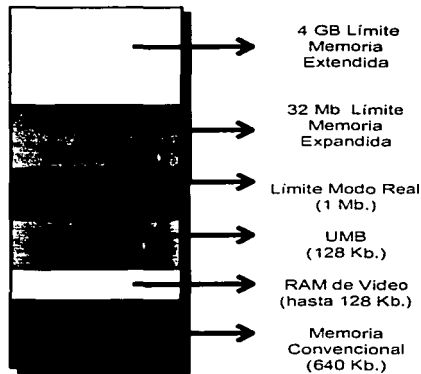 4 GB Límite
Memoria
Extendida
32 Mb Límite
Memoria
Expandida
Límite Modo Real
(1 Mb.)
UMB
(128 Kb.)
RAM de Video
(hasta 128 Kb.)
Memoria
Convencional
(640 Kb.)